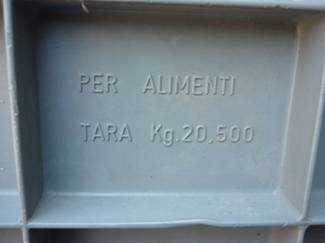 PER ALIMENTI
TARA Kg.20,500